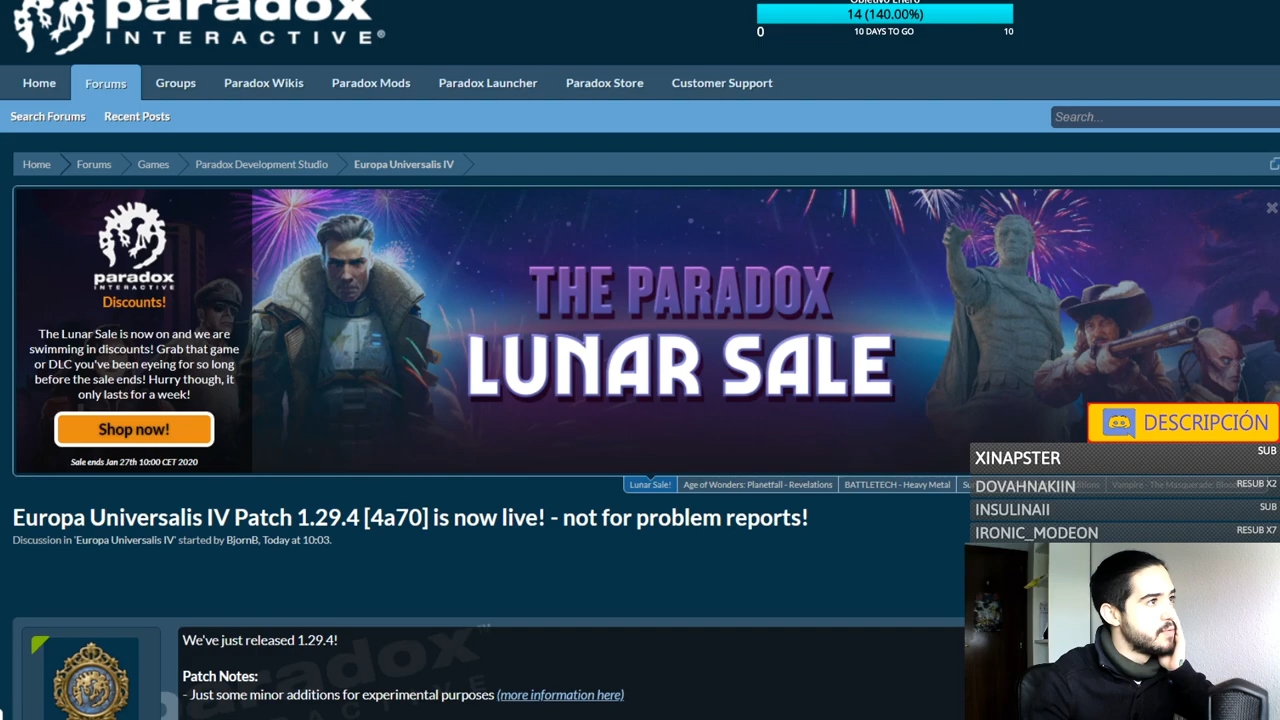 paradox
INTERACTIVE®
Objetivo Enero
14 (140.00%)
0
10 DAYS TO GO
10
Home
Forums
Groups
Paradox Wikis
Paradox Mods
Paradox Launcher
Paradox Store
Customer Support
Search Forums
Recent Posts
Search...
Home
Forums
Games
Paradox Development Studio
Europa Universalis IV
paradox
INTERACTIVE
Discounts!
The Lunar Sale is now on and we are
swimming in discounts! Grab that game
or DLC you've been eyeing for so long
before the sale ends! Hurry though, it
only lasts for a week!
Shop now!
Sale ends Jan 27th 10:00 CET 2020
THE PARADOX
LUNAR SALE
DESCRIPCIÓN
XINAPSTER SUB
DOVAHNAKIIN RESUB X2
INSULINAII SUB
IRONIC_MODEON RESUB X7
Lunar Sale!
Age of Wonders: Planetfall - Revelations
BATTLETECH - Heavy Metal
Europa Universalis IV Patch 1.29.4 [4a70] is now live! - not for problem reports!
Discussion in 'Europa Universalis IV' started by BjornB, Today at 10:03.
We've just released 1.29.4!
Patch Notes:
- Just some minor additions for experimental purposes (more information here)
paradox™